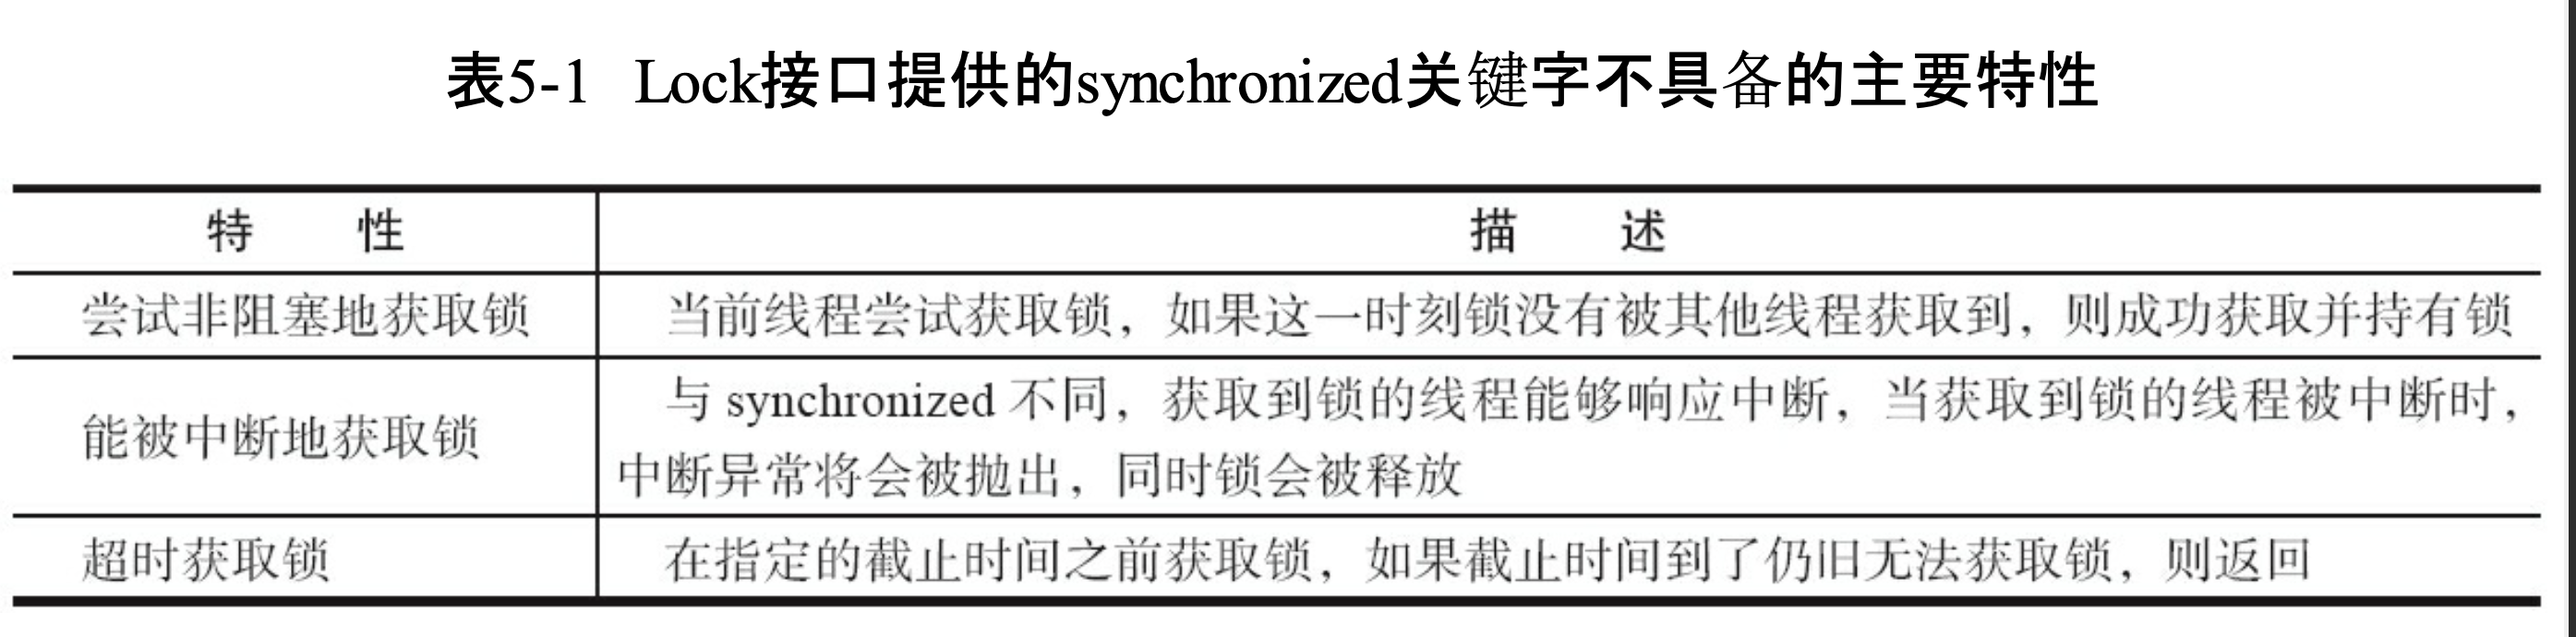 表5-1 Lock接口提供的synchronized关键字不具备的主要特性
特 性 描 述
尝试非阻塞地获取锁 当前线程尝试获取锁，如果这一时刻锁没有被其他线程获取到，则成功获取并持有锁
能被中断地获取锁 与 synchronized 不同，获取到锁的线程能够响应中断，当获取到锁的线程被中断时，
中断异常将会被抛出，同时锁会被释放
超时获取锁 在指定的截止时间之前获取锁，如果截止时间到了仍旧无法获取锁，则返回